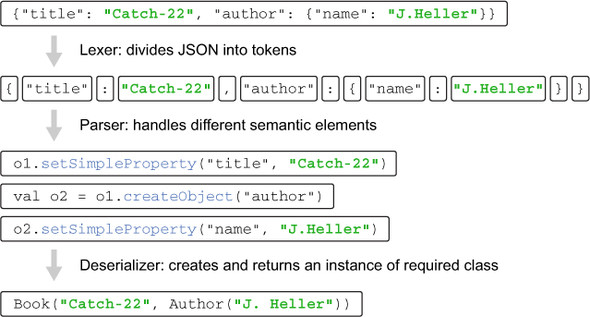 {"title": "Catch-22", "author": {"name": "J.Heller"}}
Lexer: divides JSON into tokens
{ "title" : "Catch-22" , "author" : { "name" : "J.Heller" } }
Parser: handles different semantic elements
o1.setSimpleProperty("title", "Catch-22")
val o2 = o1.createObject("author")
o2.setSimpleProperty("name", "J.Heller")
Deserializer: creates and returns an instance of required class
Book("Catch-22", Author("J. Heller"))